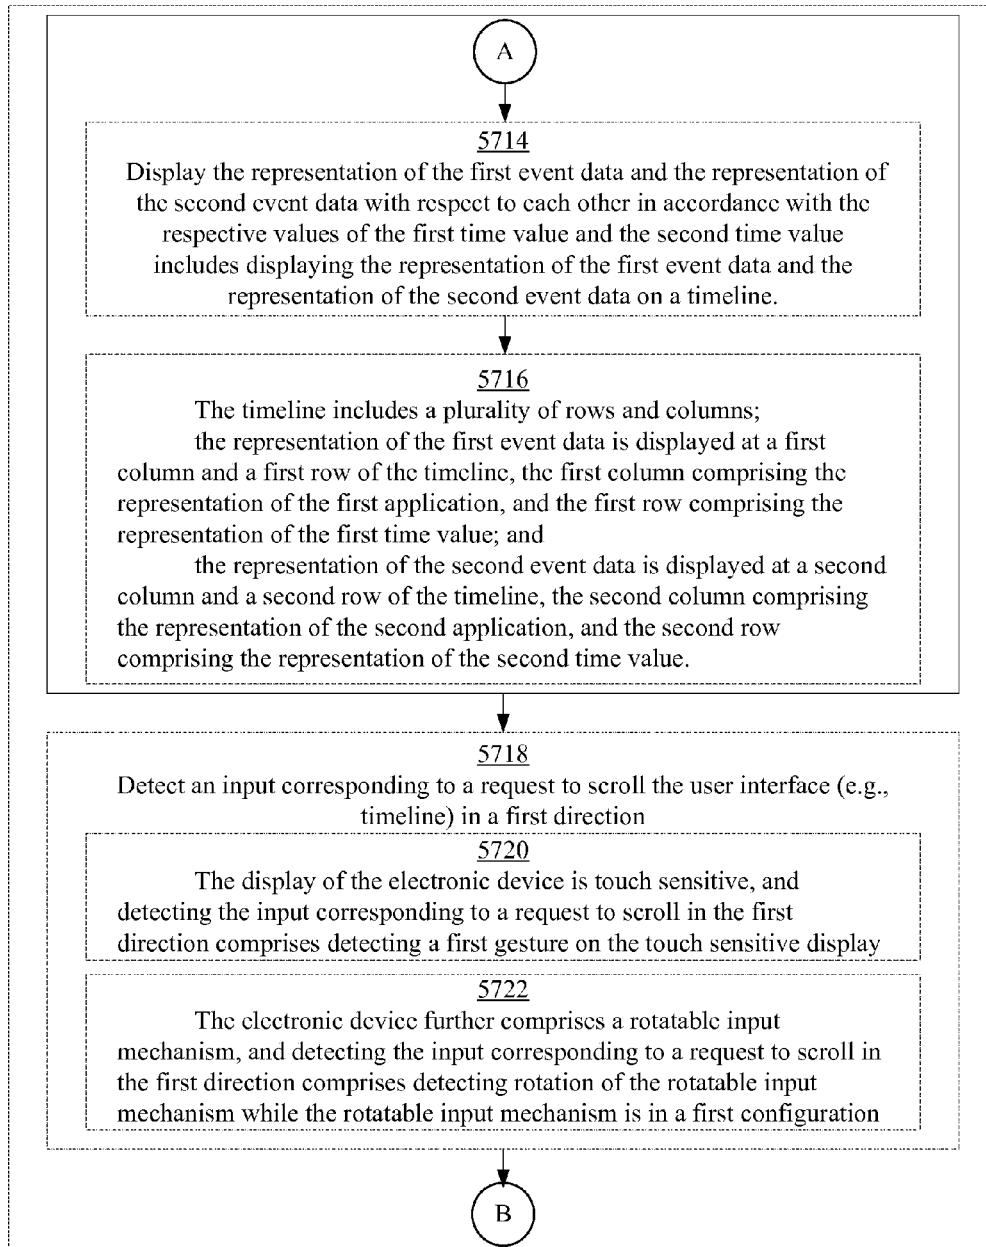 A
5714
Display the representation of the first event data and the representation of
the second event data with respect to each other in accordance with the
respective values of the first time value and the second time value
includes displaying the representation of the first event data and the
representation of the second event data on a timeline.
5716
The timeline includes a plurality of rows and columns;
the representation of the first event data is displayed at a first
column and a first row of the timeline, the first column comprising the
representation of the first application, and the first row comprising the
representation of the first time value; and
the representation of the second event data is displayed at a second
column and a second row of the timeline, the second column comprising
the representation of the second application, and the second row
comprising the representation of the second time value.
5718
Detect an input corresponding to a request to scroll the user interface (e.g.,
timeline) in a first direction
5720
The display of the electronic device is touch sensitive, and
detecting the input corresponding to a request to scroll in the first
direction comprises detecting a first gesture on the touch sensitive display
5722
The electronic device further comprises a rotatable input
mechanism, and detecting the input corresponding to a request to scroll in
the first direction comprises detecting rotation of the rotatable input
mechanism while the rotatable input mechanism is in a first configuration
B